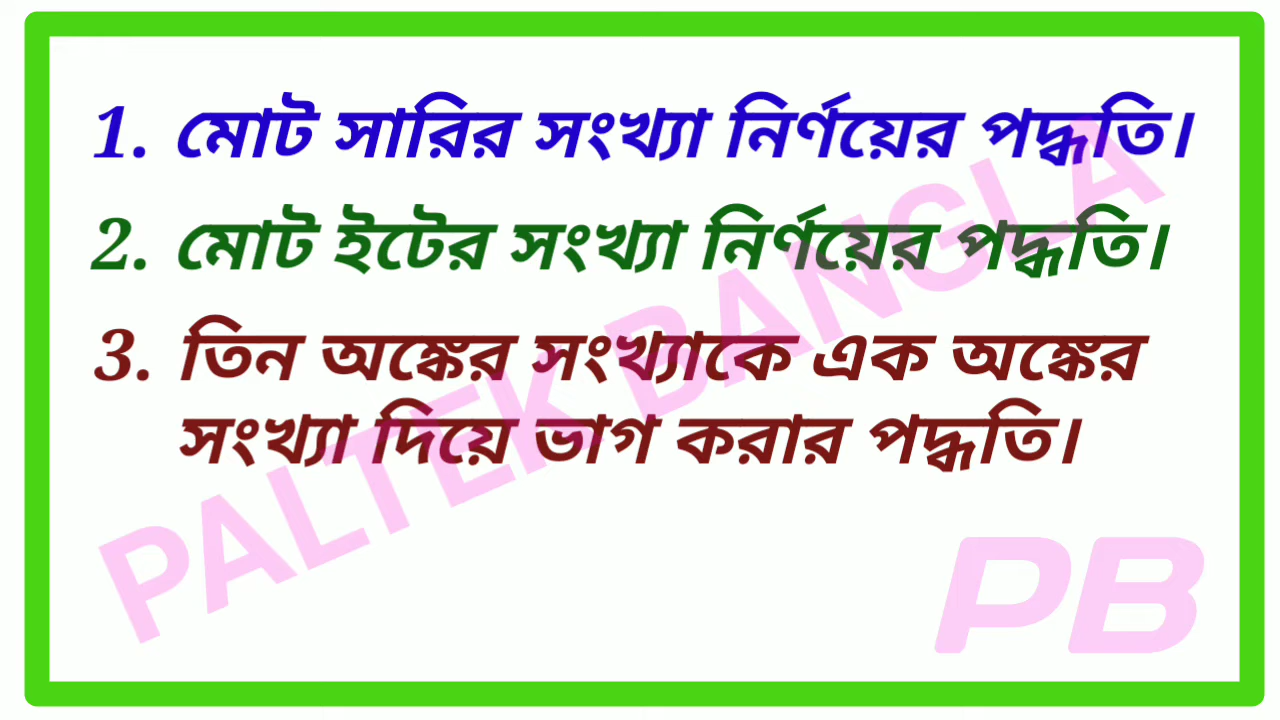 1. মোট সারির সংখ্যা নির্ণয়ের পদ্ধতি।
2. মোট ইটের সংখ্যা নির্ণয়ের পদ্ধতি।
3. তিন অঙ্কের সংখ্যাকে এক অঙ্কের
সংখ্যা দিয়ে ভাগ করার পদ্ধতি।
PALTEK BANGLA
PB